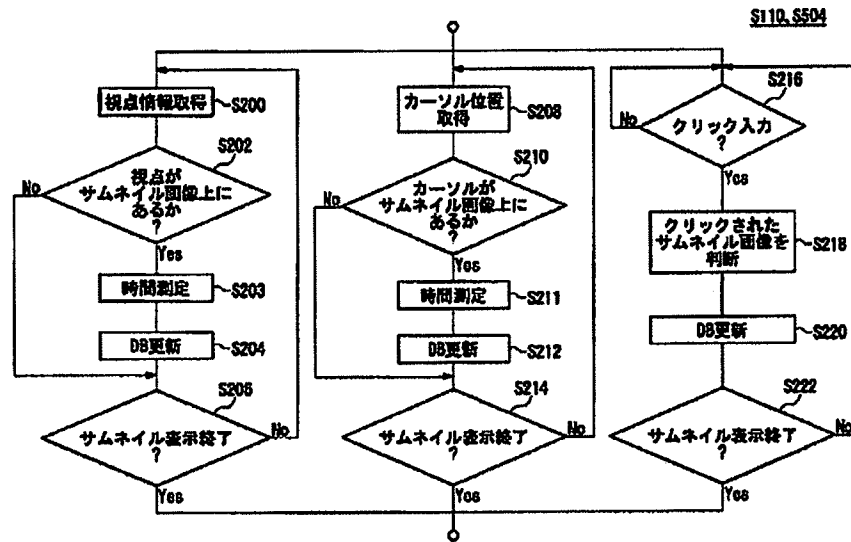 S110、S504
視点情報取得
S200
S202
視点が
サムネイル画像上に
あるか
?
No
Yes
時間測定
S203
DB更新
S204
S206
サムネイル表示終了
?
No
Yes
カーソル位置
取得
S208
S210
カーソルが
サムネイル画像上に
あるか
?
No
Yes
時間測定
S211
DB更新
S212
S214
サムネイル表示終了
?
No
Yes
S216
クリック入力
?
No
Yes
クリックされた
サムネイル画像を
判断
S218
DB更新
S220
S222
サムネイル表示終了
?
No
Yes